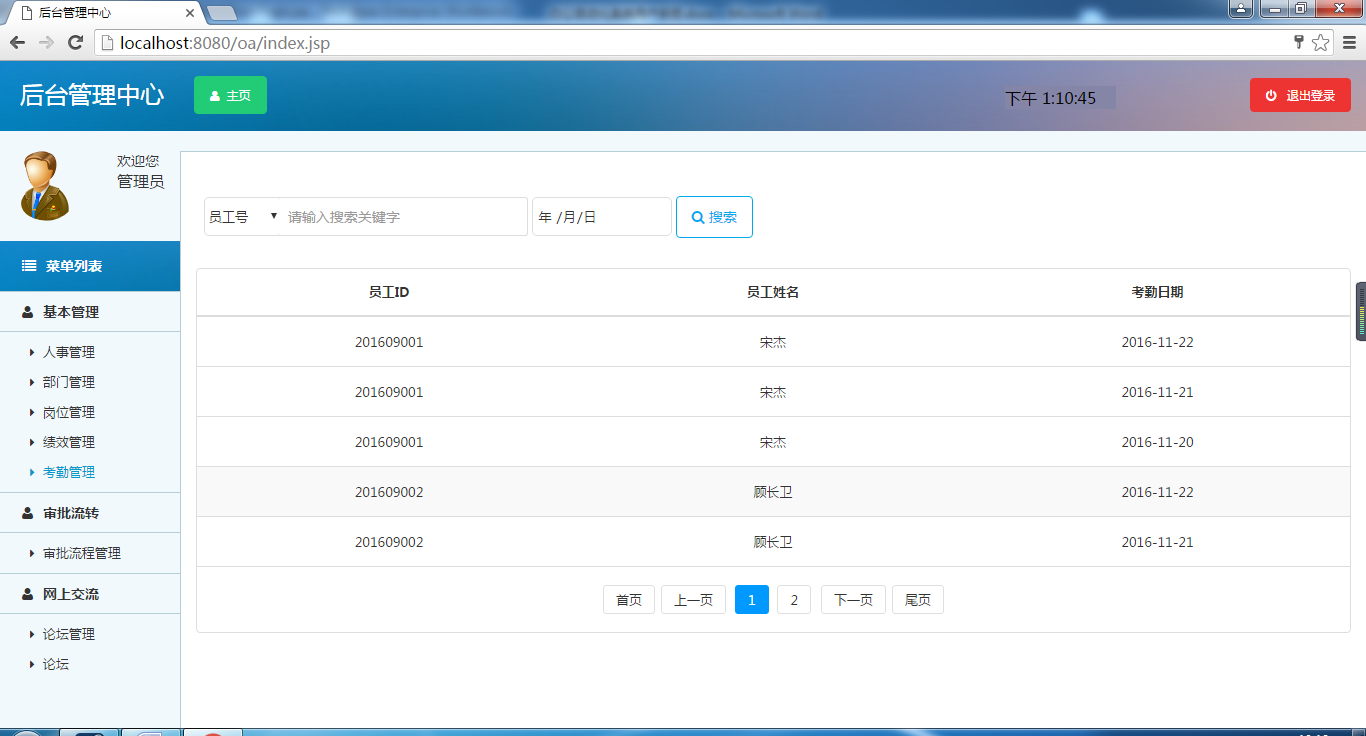 后台管理中心
localhost:8080/oa/index.jsp
后台管理中心 主页 下午 1:10:45 退出登录
欢迎您
管理员
员工号 请输入搜索关键字 年 /月/日 搜索
菜单列表
基本管理
人事管理
部门管理
岗位管理
绩效管理
考勤管理
审批流转
审批流程管理
网上交流
论坛管理
论坛
员工ID 员工姓名 考勤日期
201609001 宋杰 2016-11-22
201609001 宋杰 2016-11-21
201609001 宋杰 2016-11-20
201609002 顾长卫 2016-11-22
201609002 顾长卫 2016-11-21
首页 上一页 1 2 下一页 尾页